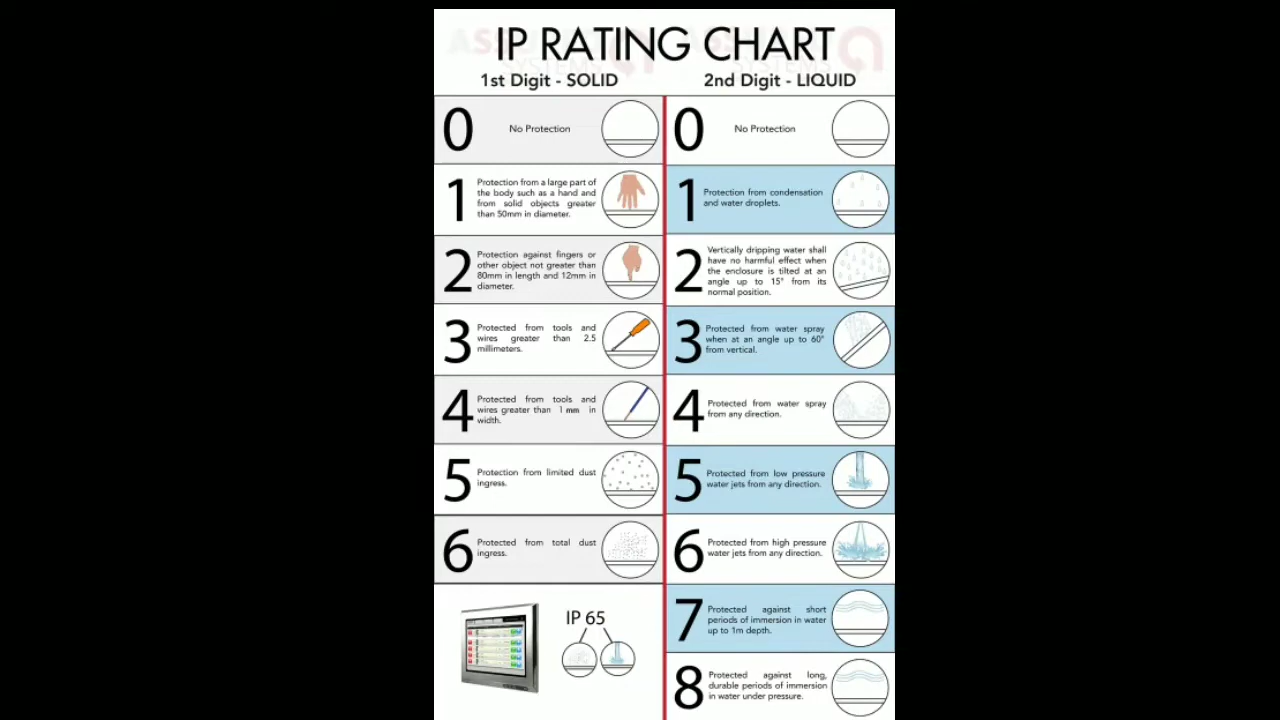 IP RATING CHART
1st Digit - SOLID
2nd Digit - LIQUID
0
No Protection
1
Protection from a large part of
the body such as a hand and
from solid objects greater
than 50mm in diameter.
2
Protection against fingers or
other object not greater than
80mm in length and 12mm in
diameter.
3
Protected from tools and
wires greater than 2.5
millimeters.
4
Protected from tools and
wires greater than 1 mm in
width.
5
Protection from limited dust
ingress.
6
Protected from total dust
ingress.
IP 65
0
No Protection
1
Protection from condensation
and water droplets.
2
Vertically dripping water shall
have no harmful effect when
the enclosure is tilted at an
angle up to 15° from its
normal position.
3
Protected from water spray
when at an angle up to 60°
from vertical.
4
Protected from water spray
from any direction.
5
Protected from low pressure
water jets from any direction.
6
Protected from high pressure
water jets from any direction.
7
Protected against short
periods of immersion in water
up to 1m depth.
8
Protected against long,
durable periods of immersion
in water under pressure.